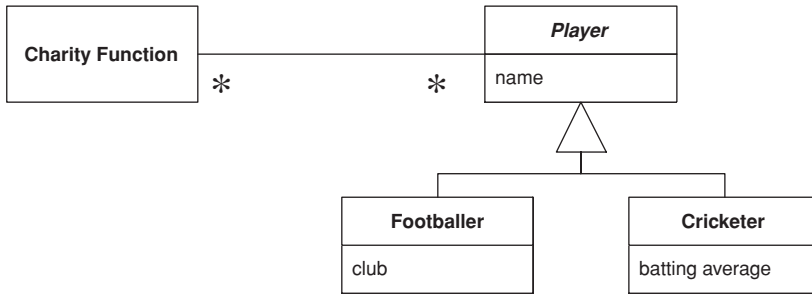 Charity Function
Player
* *
name
Footballer
Cricketer
club
batting average